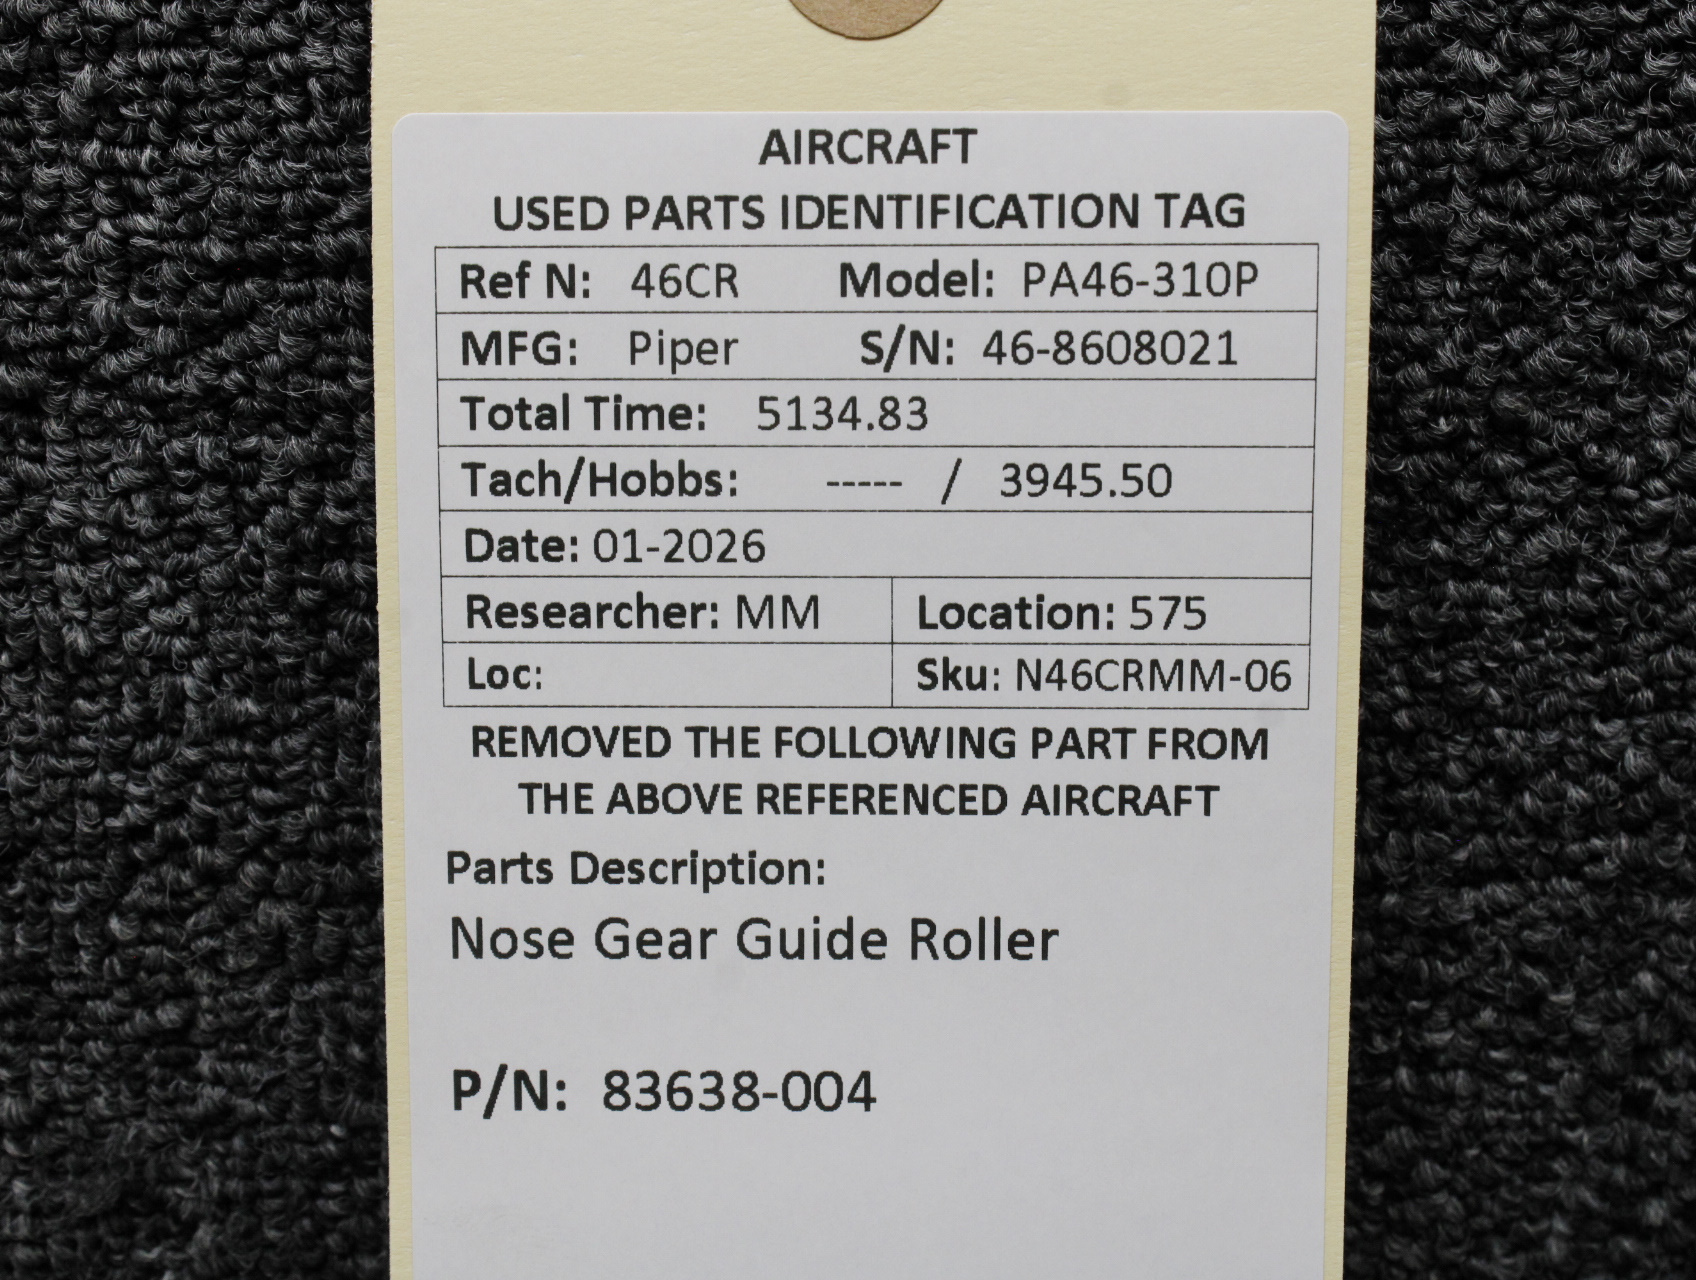 AIRCRAFT
USED PARTS IDENTIFICATION TAG
Ref N: 46CR Model: PA46-310P
MFG: Piper S/N: 46-8608021
Total Time: 5134.83
Tach/Hobbs: ----- / 3945.50
Date: 01-2026
Researcher: MM Location: 575
Loc: Sku: N46CRMM-06
REMOVED THE FOLLOWING PART FROM
THE ABOVE REFERENCED AIRCRAFT
Parts Description:
Nose Gear Guide Roller
P/N: 83638-004